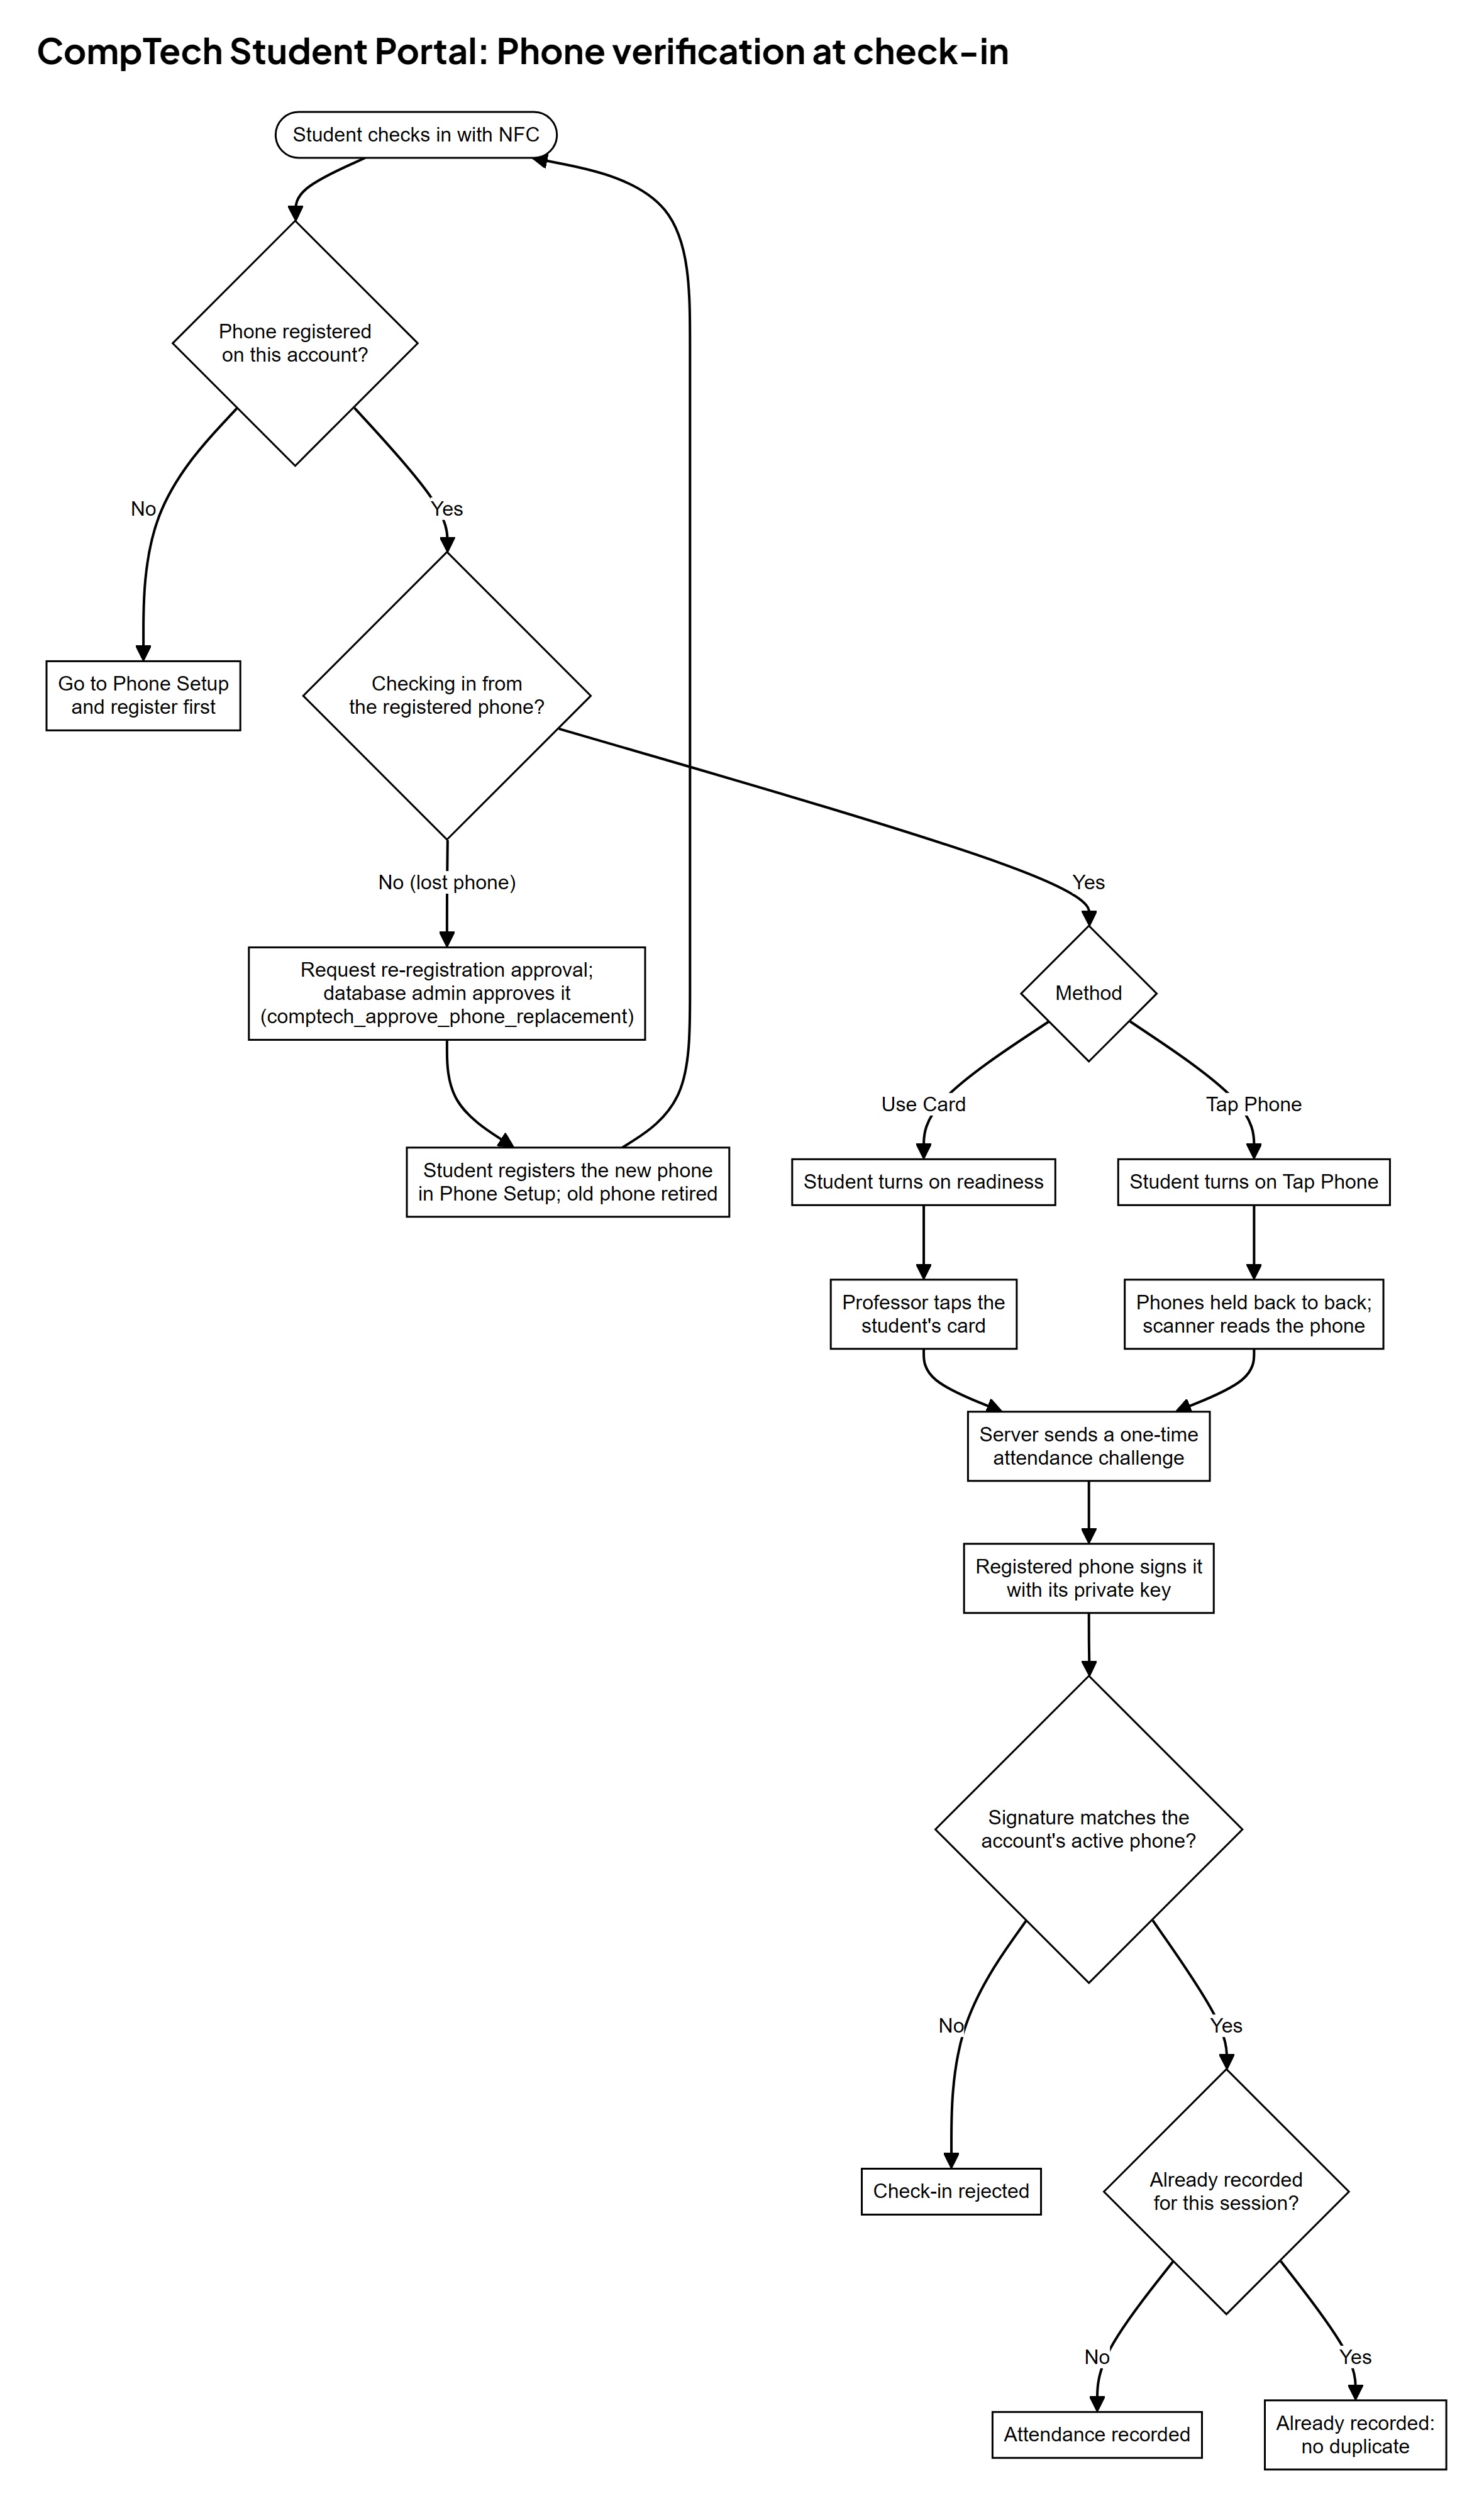 CompTech Student Portal: Phone verification at check-in
Student checks in with NFC
Phone registered
on this account?
No
Yes
Go to Phone Setup
and register first
Checking in from
the registered phone?
No (lost phone)
Yes
Request re-registration approval;
database admin approves it
(comptech_approve_phone_replacement)
Method
Use Card
Tap Phone
Student registers the new phone
in Phone Setup; old phone retired
Student turns on readiness
Student turns on Tap Phone
Professor taps the
student's card
Phones held back to back;
scanner reads the phone
Server sends a one-time
attendance challenge
Registered phone signs it
with its private key
Signature matches the
account's active phone?
No
Yes
Check-in rejected
Already recorded
for this session?
No
Yes
Attendance recorded
Already recorded:
no duplicate